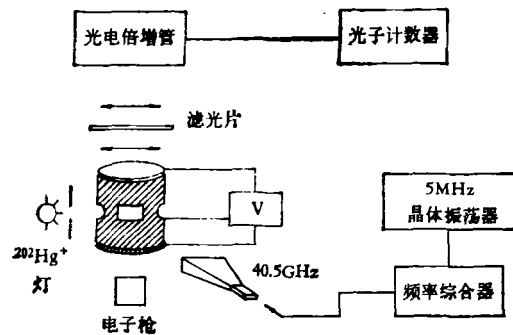 光电倍增管
光子计数器
滤光片
V
5MHz
晶体振荡器
²⁰²Hg⁺
灯
40.5GHz
频率综合器
电子枪